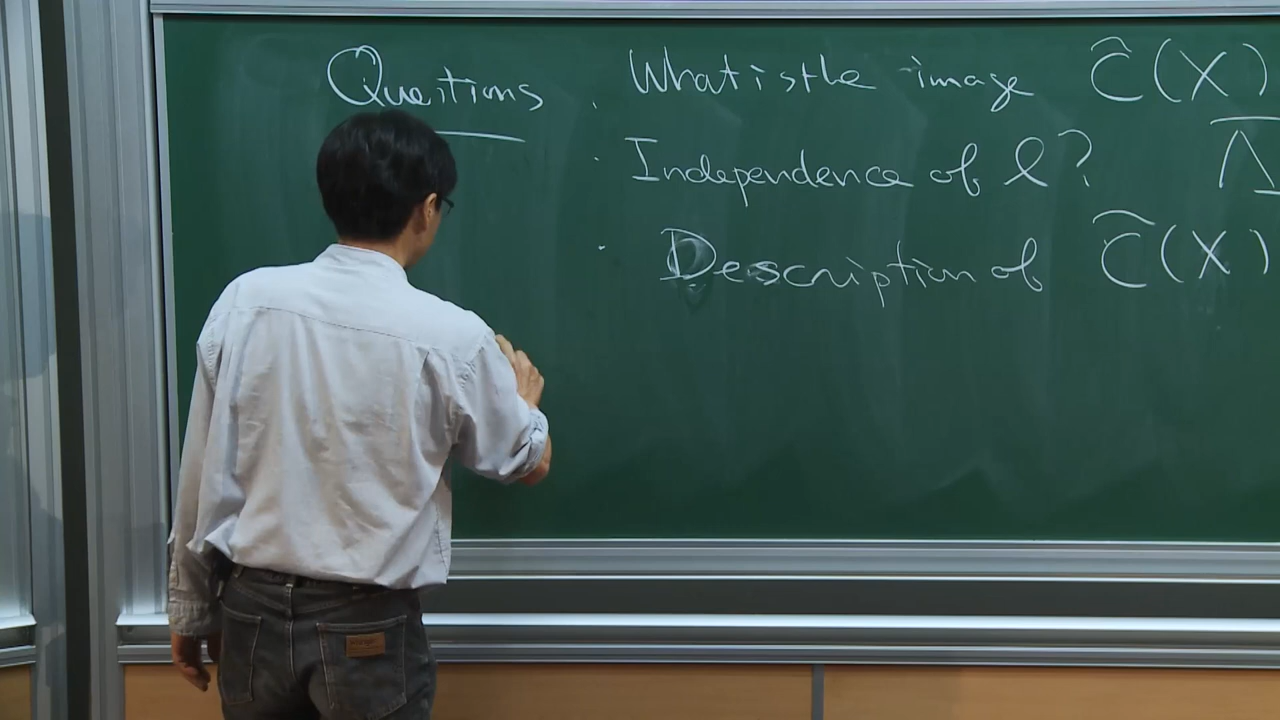 Questions · What is the image Ĉ(X)
· Independence of ℓ? Λ
· Description of Ĉ(X)